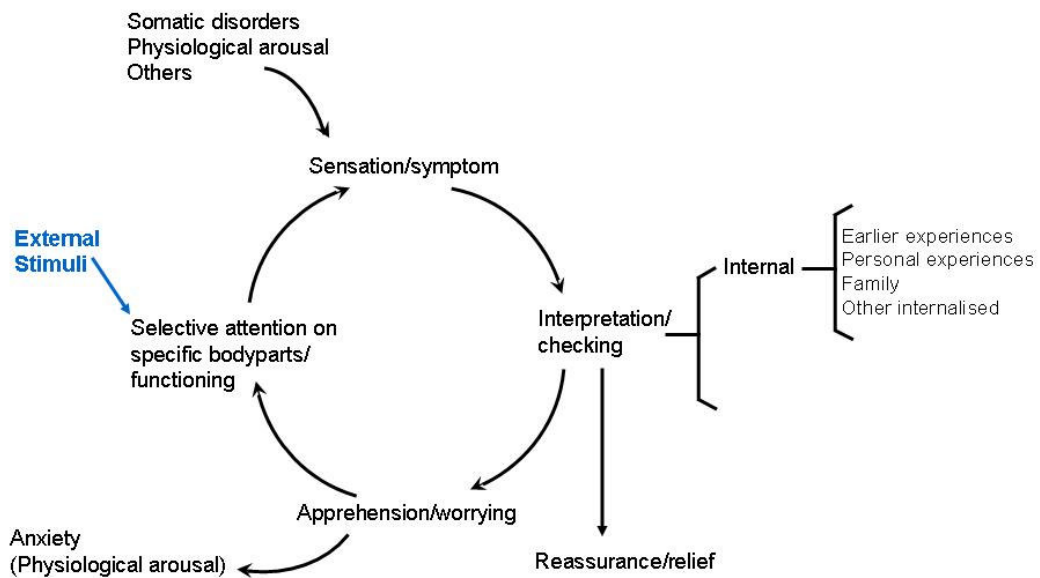 Somatic disorders
Physiological arousal
Others
Sensation/symptom
External
Stimuli
Selective attention on
specific bodyparts/
functioning
Interpretation/
checking
Internal
Earlier experiences
Personal experiences
Family
Other internalised
Apprehension/worrying
Anxiety
(Physiological arousal)
Reassurance/relief